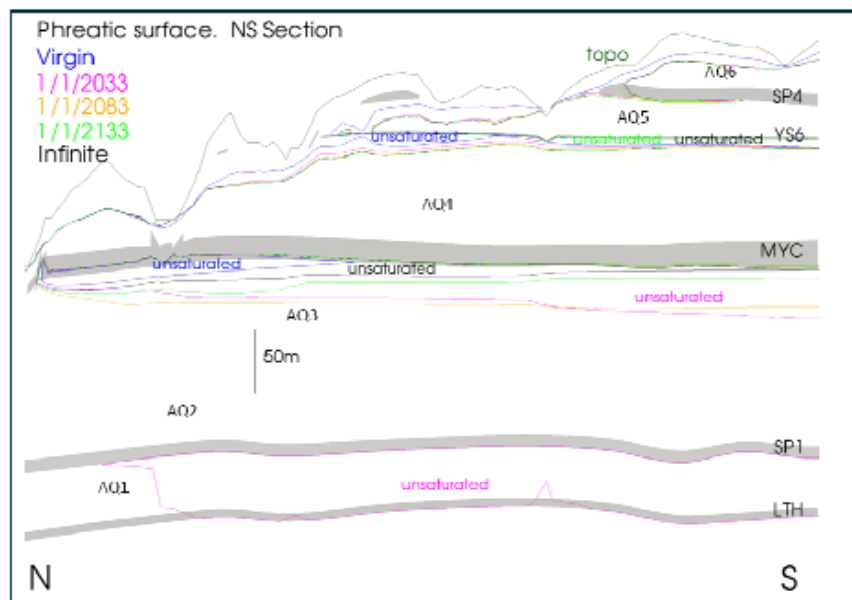 Phreatic surface. NS Section
Virgin
1/1/2033
1/1/2083
1/1/2133
Infinite
topo
AQ6
SP4
AQ5
unsaturated
unsaturated
unsaturated
YS6
AQ4
MYC
unsaturated
unsaturated
unsaturated
AQ3
50m
AQ2
SP1
AQ1
unsaturated
LTH
N
S